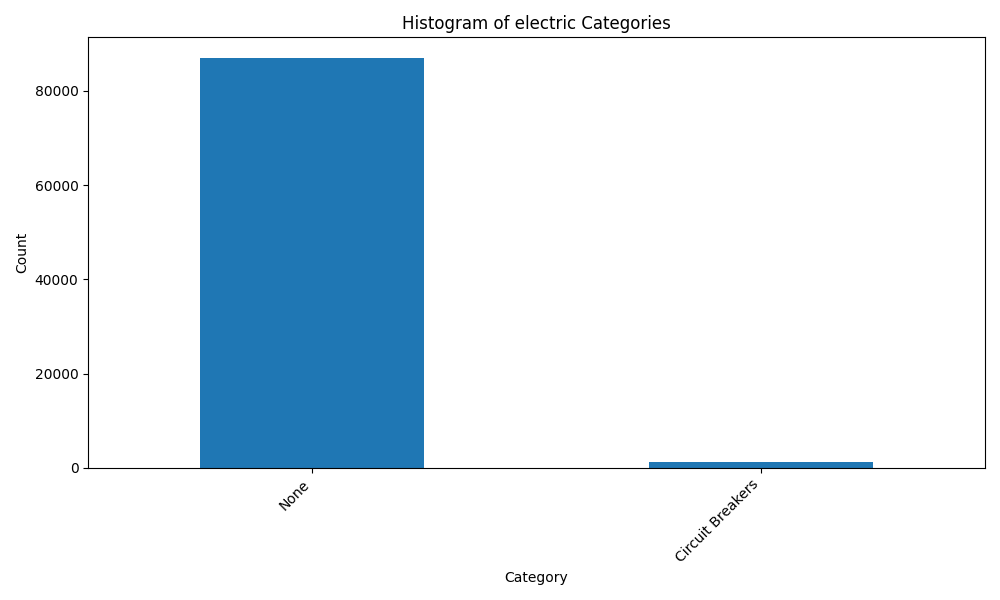 Histogram of electric Categories
Count
80000
60000
40000
20000
0
None
Circuit Breakers
Category